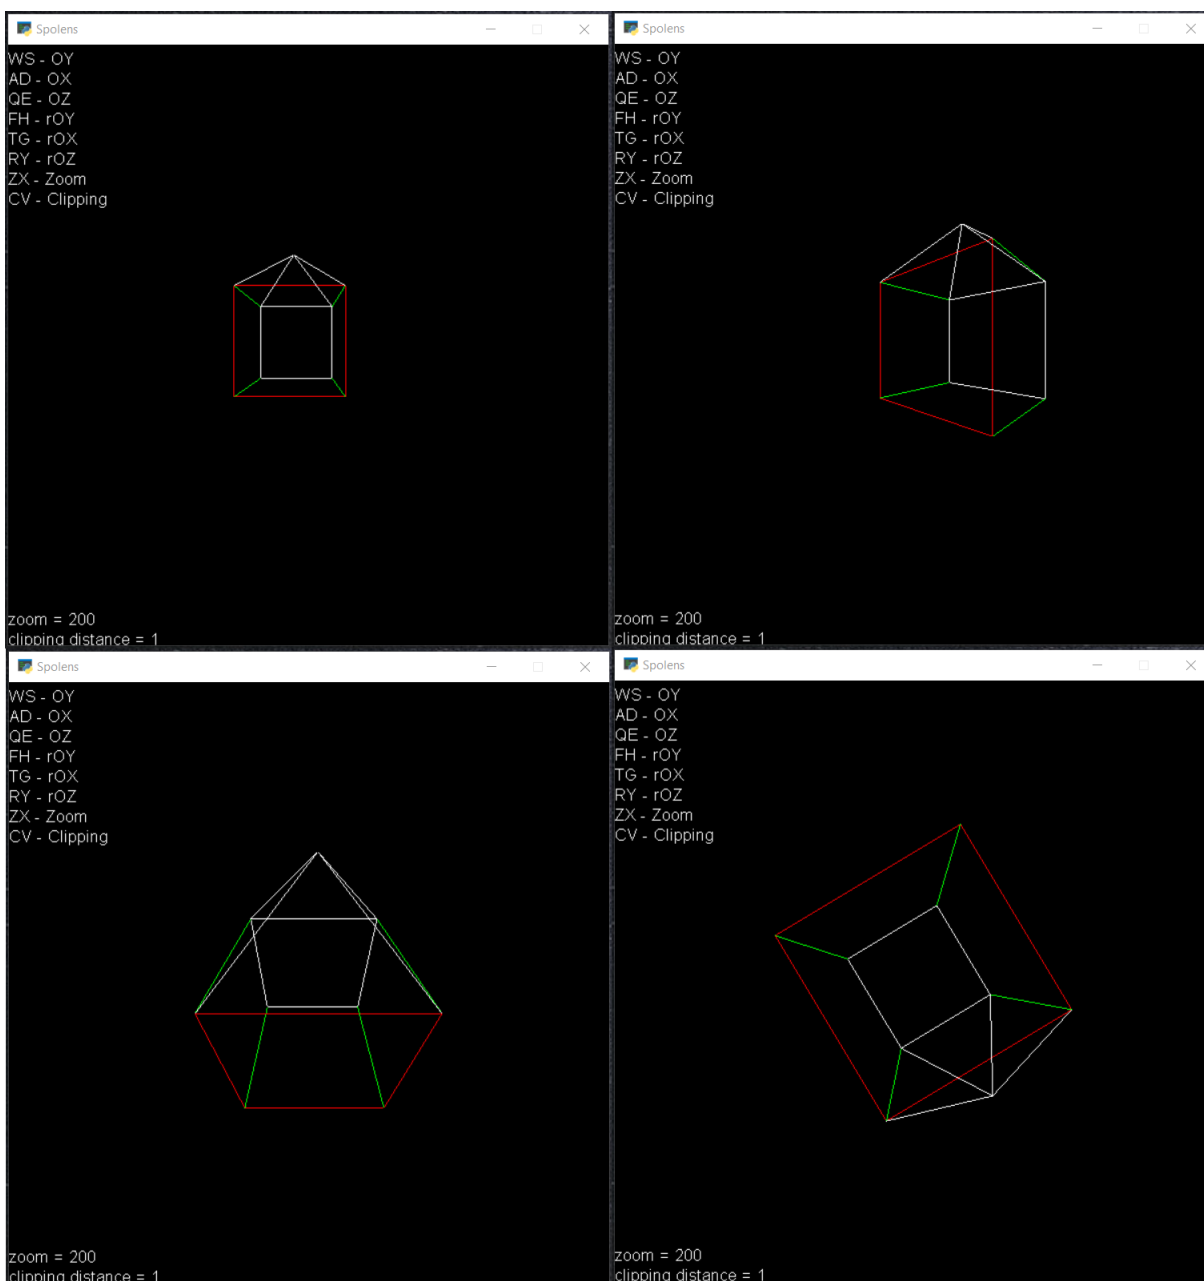 Spolens
WS - OY
AD - OX
QE - OZ
FH - rOY
TG - rOX
RY - rOZ
ZX - Zoom
CV - Clipping
zoom = 200
clipping distance = 1
Spolens
WS - OY
AD - OX
QE - OZ
FH - rOY
TG - rOX
RY - rOZ
ZX - Zoom
CV - Clipping
zoom = 200
clipping distance = 1
Spolens
WS - OY
AD - OX
QE - OZ
FH - rOY
TG - rOX
RY - rOZ
ZX - Zoom
CV - Clipping
zoom = 200
clipping distance = 1
Spolens
WS - OY
AD - OX
QE - OZ
FH - rOY
TG - rOX
RY - rOZ
ZX - Zoom
CV - Clipping
zoom = 200
clipping distance = 1